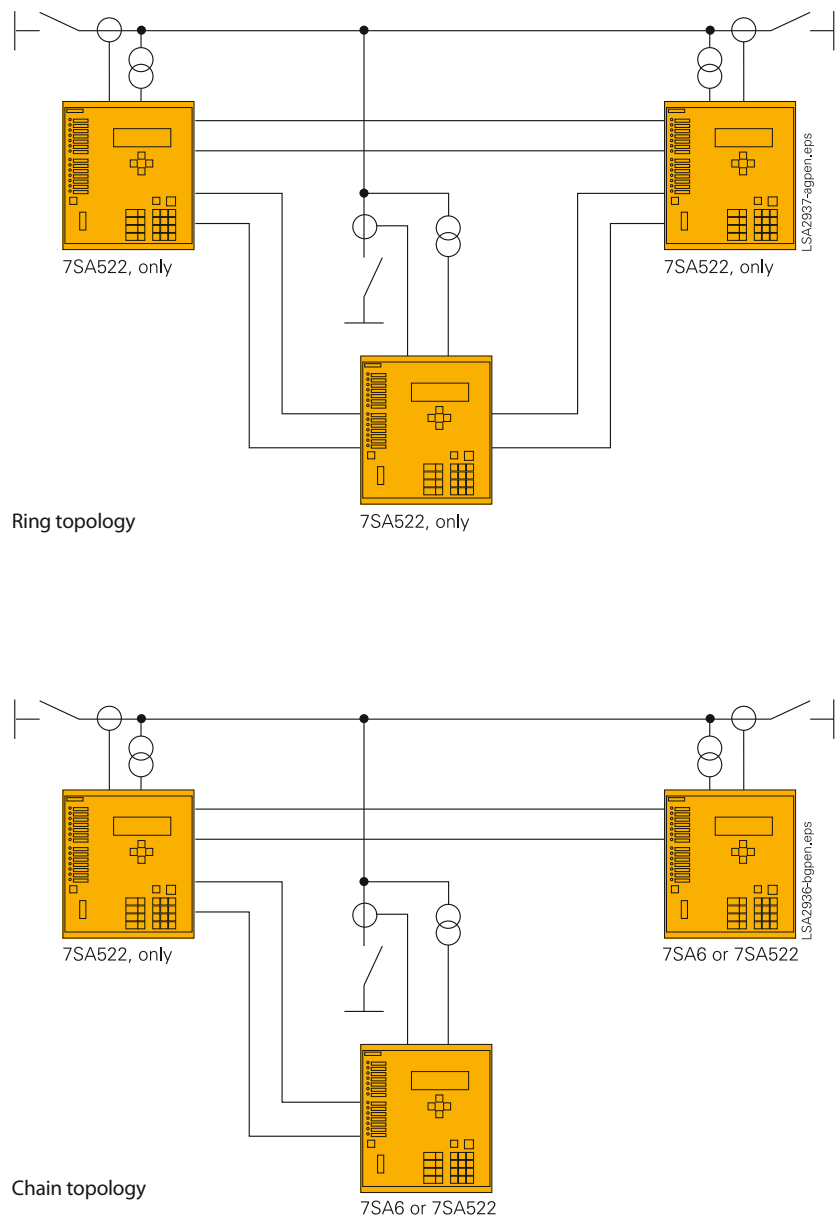 LSA2937-agpen.eps
7SA522, only
7SA522, only
7SA522, only
Ring topology
LSA2936-bgpen.eps
7SA522, only
7SA6 or 7SA522
7SA6 or 7SA522
Chain topology